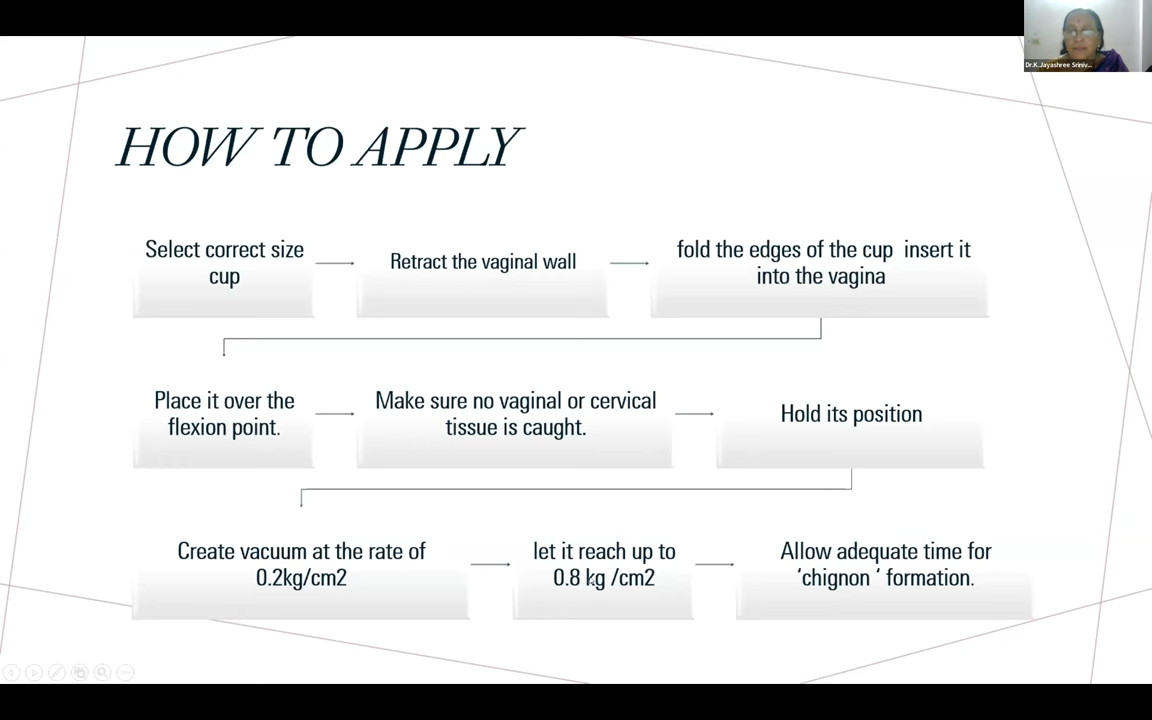 Dr.K.Jayashree Sriniv...
HOW TO APPLY
Select correct size
cup
Retract the vaginal wall
fold the edges of the cup insert it
into the vagina
Place it over the
flexion point.
Make sure no vaginal or cervical
tissue is caught.
Hold its position
Create vacuum at the rate of
0.2kg/cm2
let it reach up to
0.8 kg /cm2
Allow adequate time for
‘chignon ‘ formation.